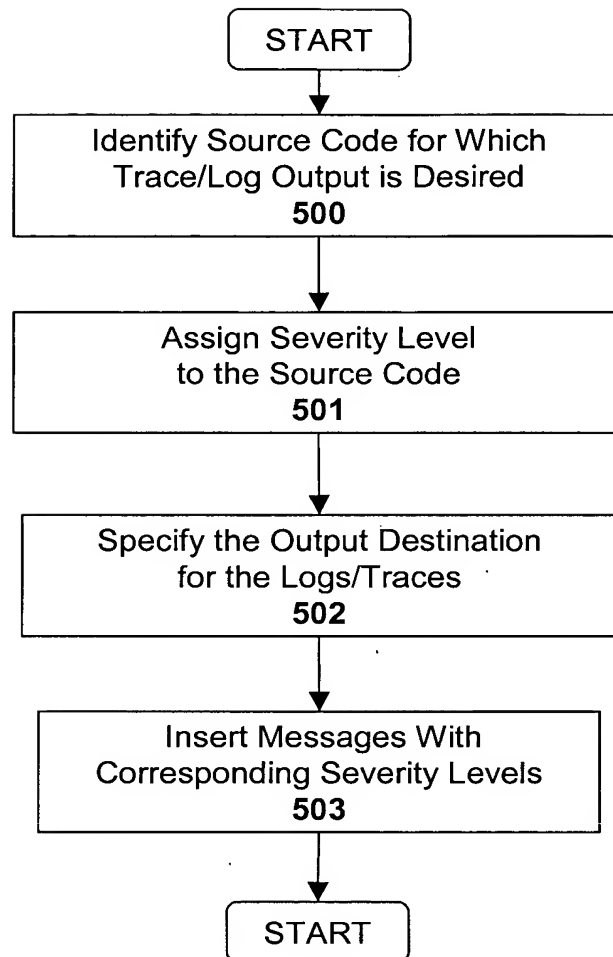 START
Identify Source Code for Which
Trace/Log Output is Desired
500
Assign Severity Level
to the Source Code
501
Specify the Output Destination
for the Logs/Traces
502
Insert Messages With
Corresponding Severity Levels
503
START